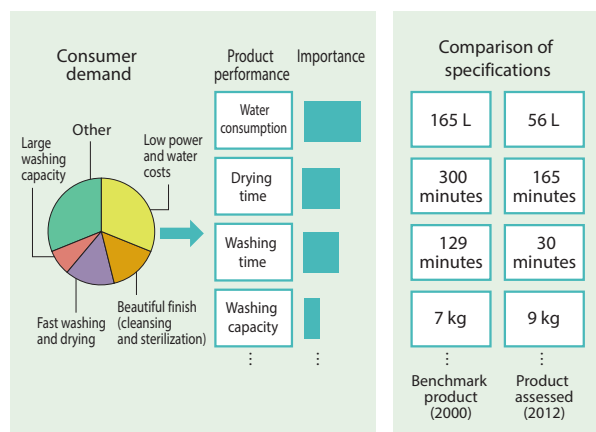 Consumer
demand
Product
performance
Importance
Other
Large
washing
capacity
Low power
and water
costs
Fast washing
and drying
Beautiful finish
(cleansing
and sterilization)
Water
consumption
Drying
time
Washing
time
Washing
capacity
Comparison of
specifications
165 L
56 L
300
minutes
165
minutes
129
minutes
30
minutes
7 kg
9 kg
Benchmark
product
(2000)
Product
assessed
(2012)